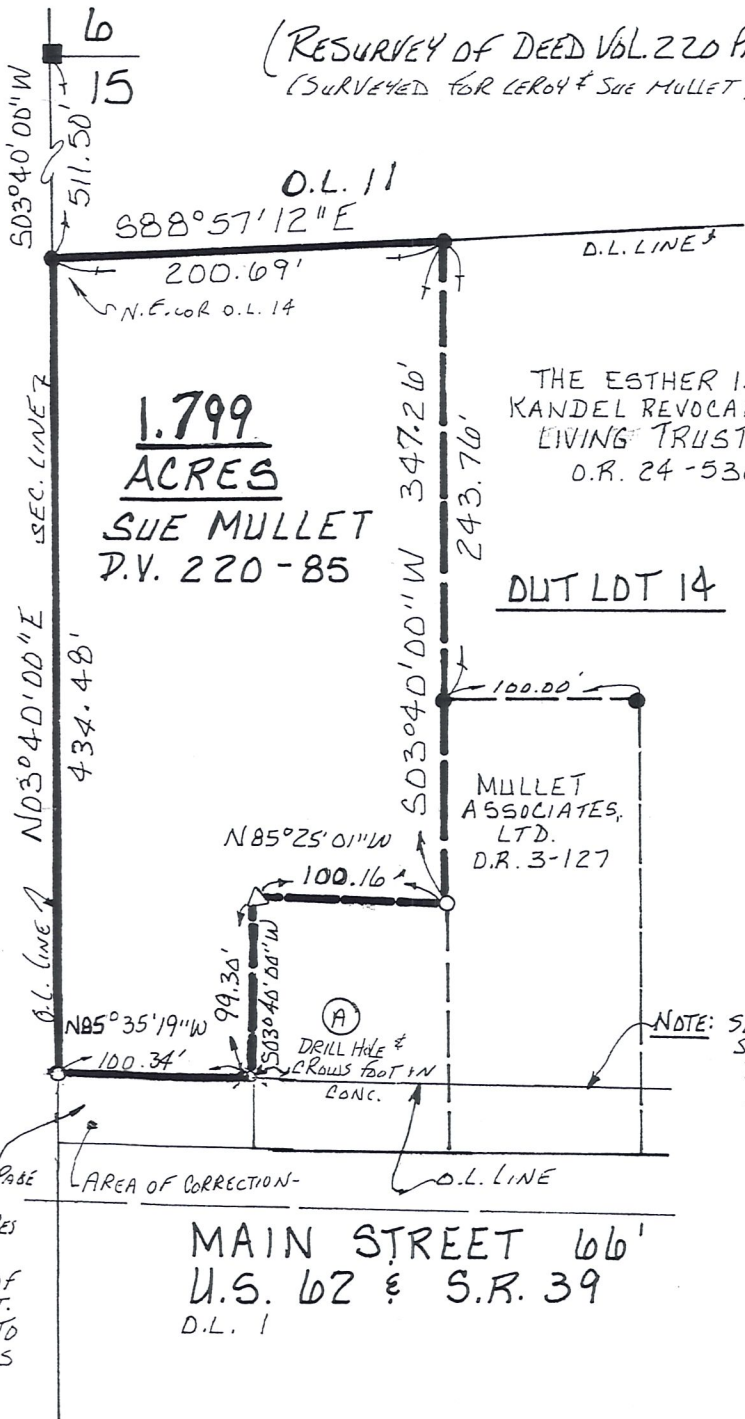 6
15
(RESURVEY OF DEED VOL. 220
(SURVEYED FOR LEROY & SUE MULLET
S03°40'00"W
511.50'
O.L. 11
S88°57'12"E
200.69'
O.L. LINE
N.E. COR O.L. 14
SEC. LINE
1.799
ACRES
SUE MULLET
D.V. 220-85
THE ESTHER I.
KANDEL
LIVING TRUST
O.R. 24-53
S03°40'00"W 347.26'
243.76'
OUT LOT 14
N03°40'00"E
434.48'
100.00'
MULLET
ASSOCIATES,
LTD.
O.R. 3-127
N85°25'01"W
100.16'
O.L. LINE
99.30'
S03°40'00"W
N85°35'19"W
100.34'
A
DRILL HOLE &
CROWS FOOT IN
CONC.
NOTE:
AREA OF CORRECTION-
O.L. LINE
MAIN STREET 66'
U.S. 62 & S.R. 39
O.L. 1